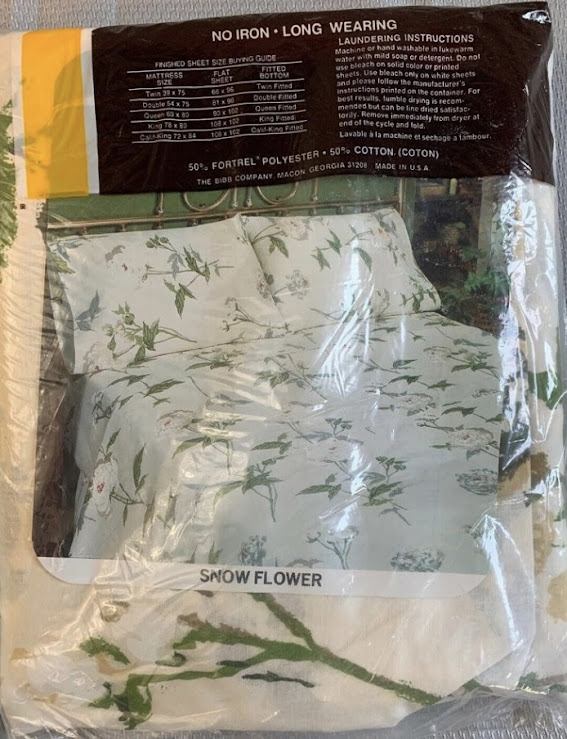 NO IRON • LONG WEARING
FINISHED SHEET SIZE BUYING GUIDE
MATTRESS SIZE FLAT SHEET FITTED BOTTOM
Twin 39 x 75 66 x 96 Twin Fitted
Double 54 x 75 81 x 96 Double Fitted
Queen 60 x 80 90 x 102 Queen Fitted
King 78 x 80 108 x 102 King Fitted
Calif-King 72 x 84 108 x 102 Calif-King Fitted
LAUNDERING INSTRUCTIONS
Machine or hand washable in lukewarm
water with mild soap or detergent. Do not
use bleach on solid color or printed
sheets. Use bleach only on white sheets
and please follow the manufacturer's
instructions printed on the container. For
best results, tumble drying is recom-
mended but can be line dried satisfac-
torily. Remove immediately from dryer at
end of the cycle and fold.
Lavable à la machine et sechage a tambour.
50% FORTREL® POLYESTER • 50% COTTON (COTON)
THE BIBB COMPANY, MACON, GEORGIA 31208 MADE IN U.S.A.
SNOW FLOWER